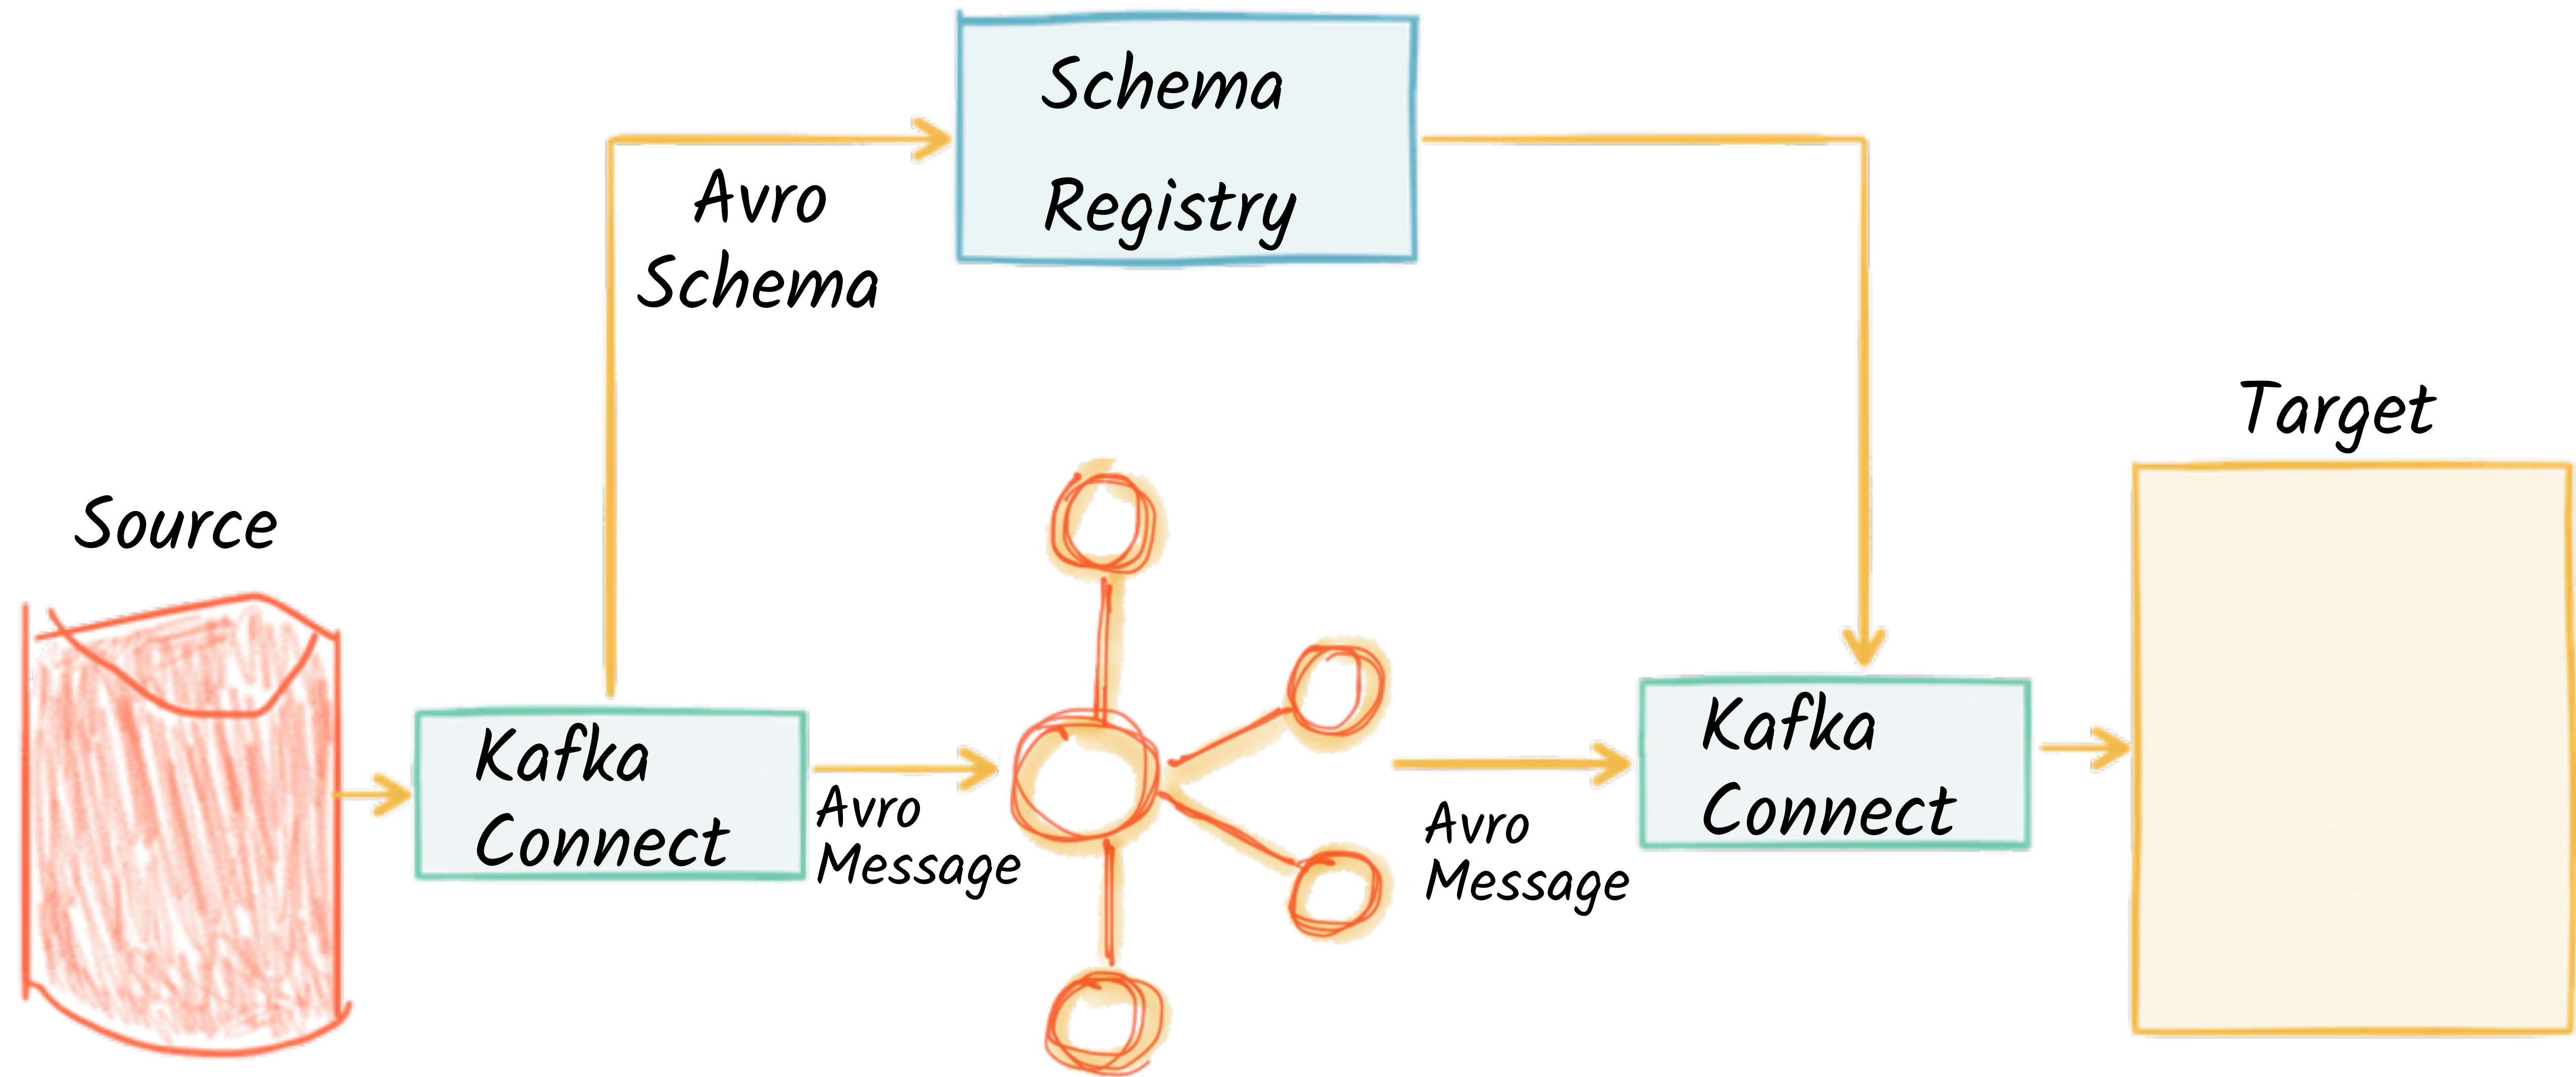 Schema
Registry
Avro
Schema
Target
Source
Kafka
Connect
Avro
Message
Avro
Message
Kafka
Connect